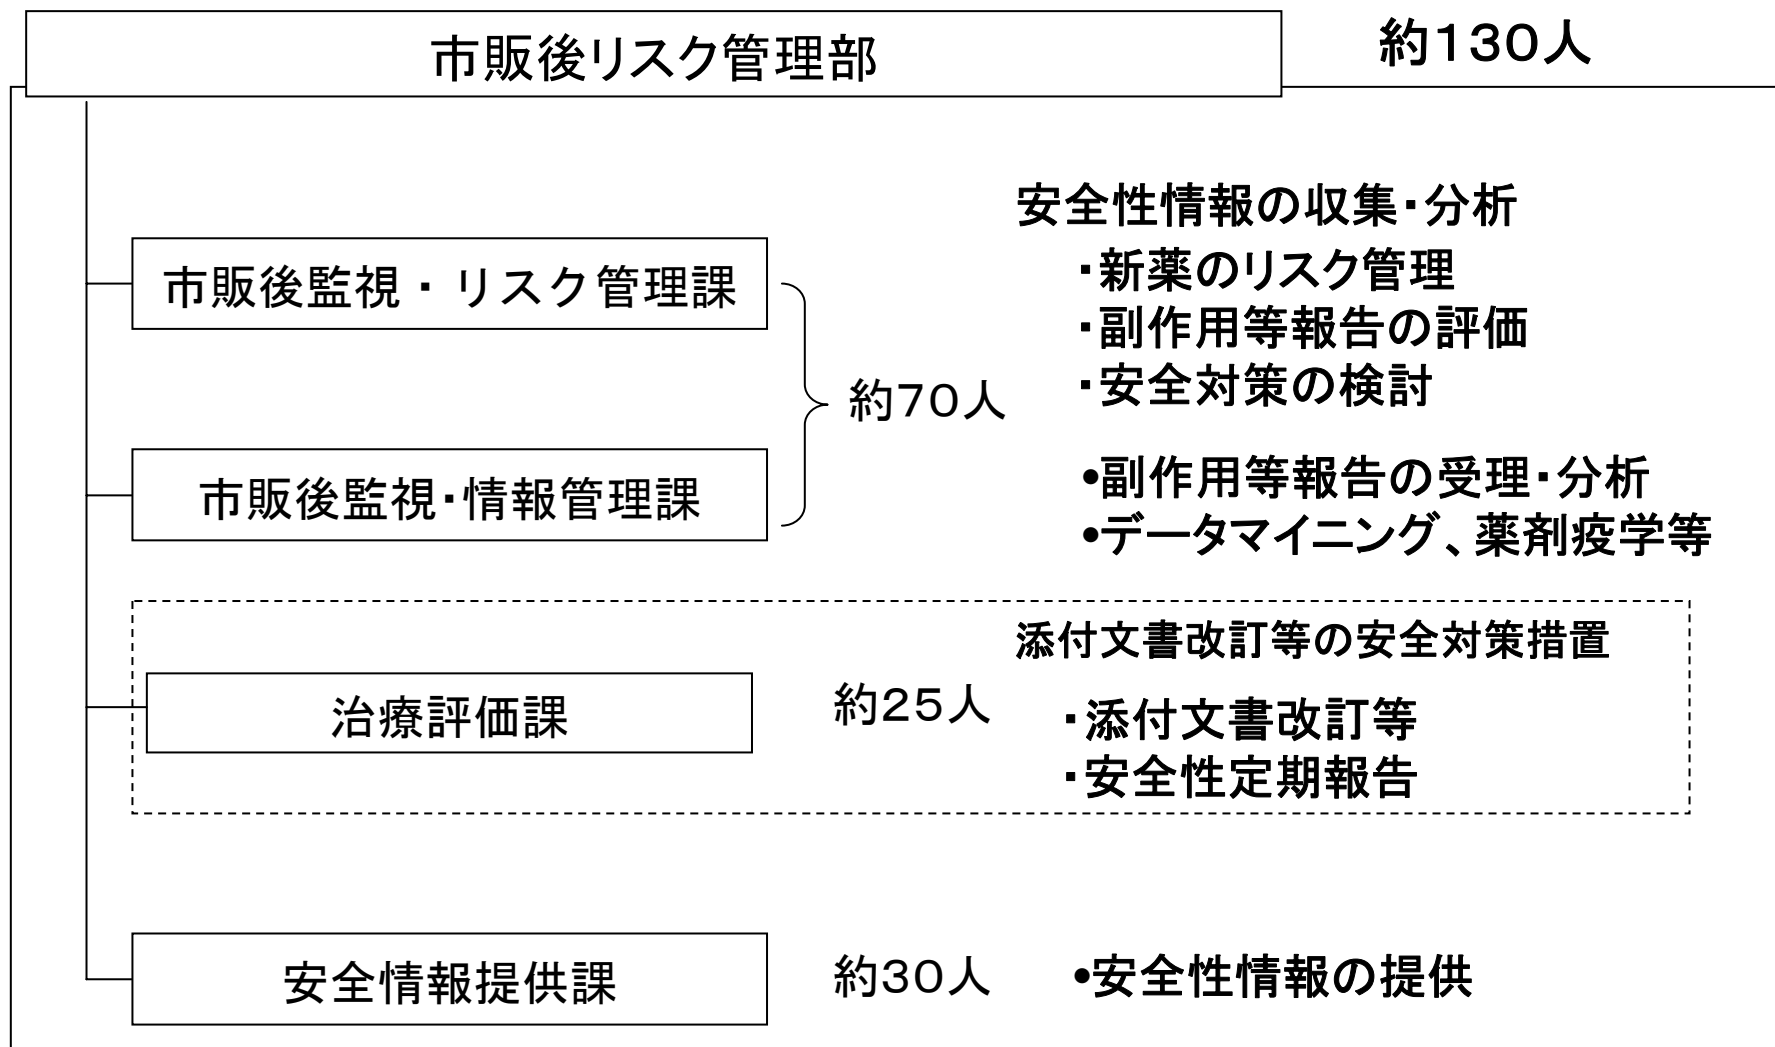 市販後リスク管理部
約130人
市販後監視・リスク管理課
市販後監視・情報管理課
約70人
安全性情報の収集・分析
・新薬のリスク管理
・副作用等報告の評価
・安全対策の検討
•副作用等報告の受理・分析
•データマイニング、薬剤疫学等
治療評価課
約25人
添付文書改訂等の安全対策措置
・添付文書改訂等
・安全性定期報告
安全情報提供課
約30人
•安全性情報の提供